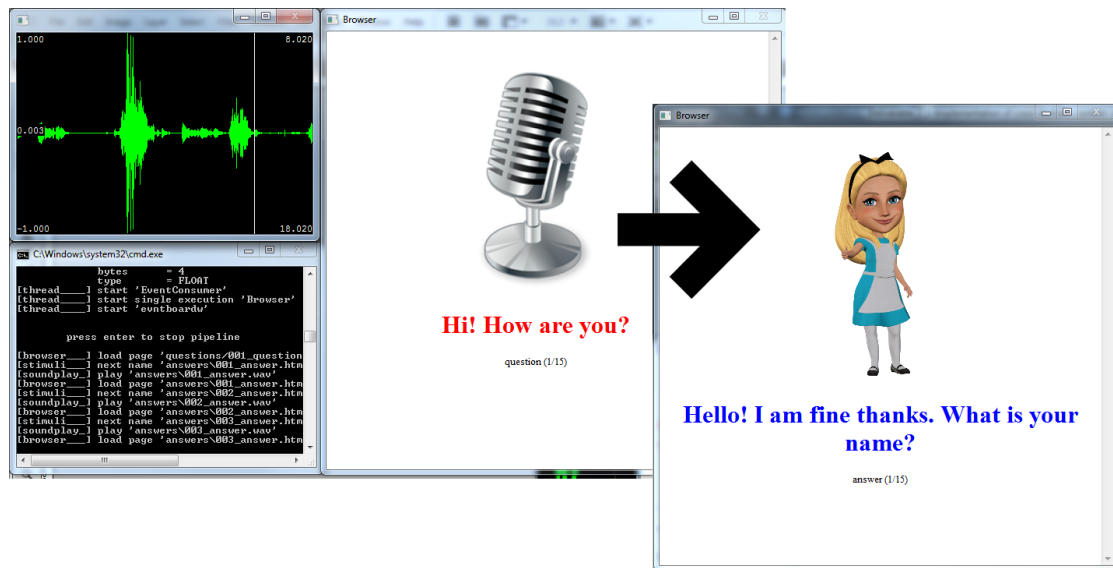 1.000
8.020
0.003
-1.000
18.020
C:\Windows\system32\cmd.exe
bytes = 4
type = FLOAT
[thread____] start 'EventConsumer'
[thread____] start single execution 'Browser'
[thread____] start 'evntboardv'
press enter to stop pipeline
[browser___] load page 'questions/001_question
[stimuli___] next name 'answers\001_answer.htm
[soundplay_] play 'answers\001_answer.wav'
[browser___] load page 'answers\001_answer.htm
[stimuli___] next name 'answers\002_answer.htm
[soundplay_] play 'answers\002_answer.wav'
[browser___] load page 'answers\002_answer.htm
[stimuli___] next name 'answers\003_answer.htm
[soundplay_] play 'answers\003_answer.wav'
[browser___] load page 'answers\003_answer.htm
Browser
Help
Hi! How are you?
question (1/15)
Browser
Hello! I am fine thanks. What is your
name?
answer (1/15)